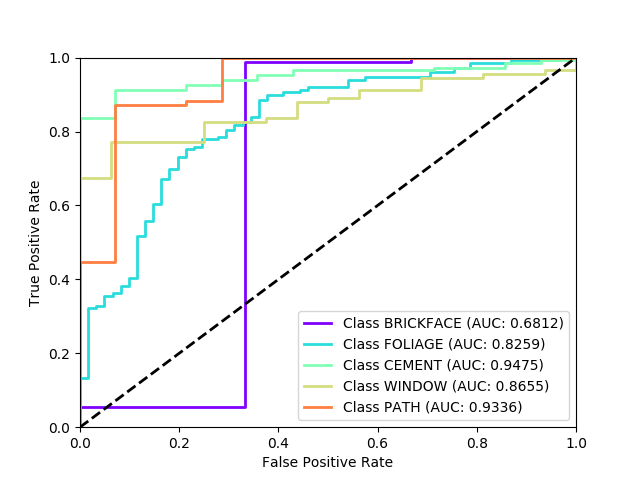 1.0
0.8
0.6
0.4
0.2
0.0
True Positive Rate
Class BRICKFACE (AUC: 0.6812)
Class FOLIAGE (AUC: 0.8259)
Class CEMENT (AUC: 0.9475)
Class WINDOW (AUC: 0.8655)
Class PATH (AUC: 0.9336)
0.0 0.2 0.4 0.6 0.8 1.0
False Positive Rate